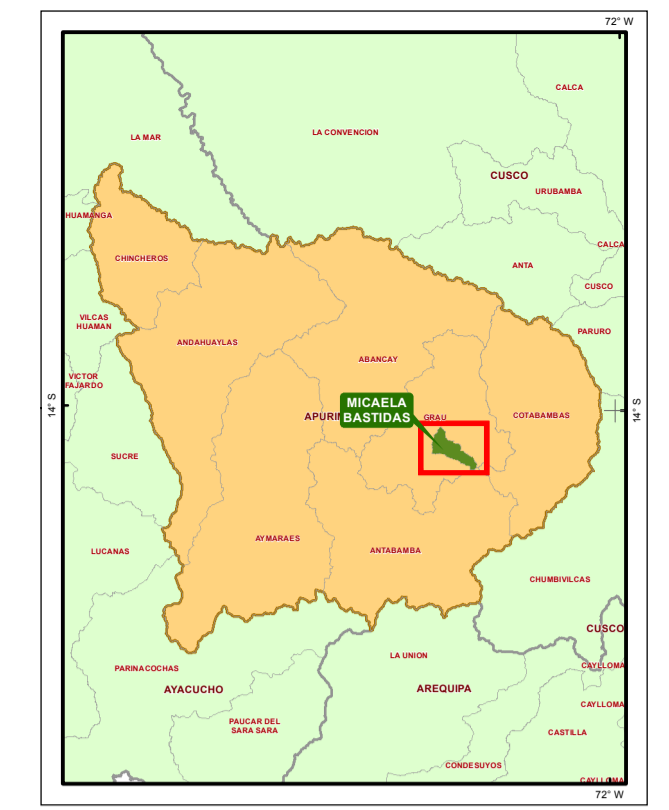 72° W
CALCA
LA MAR
LA CONVENCION
CUSCO
URUBAMBA
HUAMANGA
CALCA
CHINCHEROS
ANTA
CUSCO
VILCAS
HUAMAN
PARURO
ANDAHUAYLAS
ABANCAY
VICTOR
FAJARDO
14° S
14° S
MICAELA
BASTIDAS
APURI
GRAU
COTABAMBAS
SUCRE
AYMARAES
ANTABAMBA
LUCANAS
CHUMBIVILCAS
CUSCO
LA UNION
CAYLLOMA
PARINACOCHAS
AYACUCHO
AREQUIPA
CAYLLOMA
PAUCAR DEL
SARA SARA
CASTILLA
CONDESUYOS
CAYLLOMA
72° W